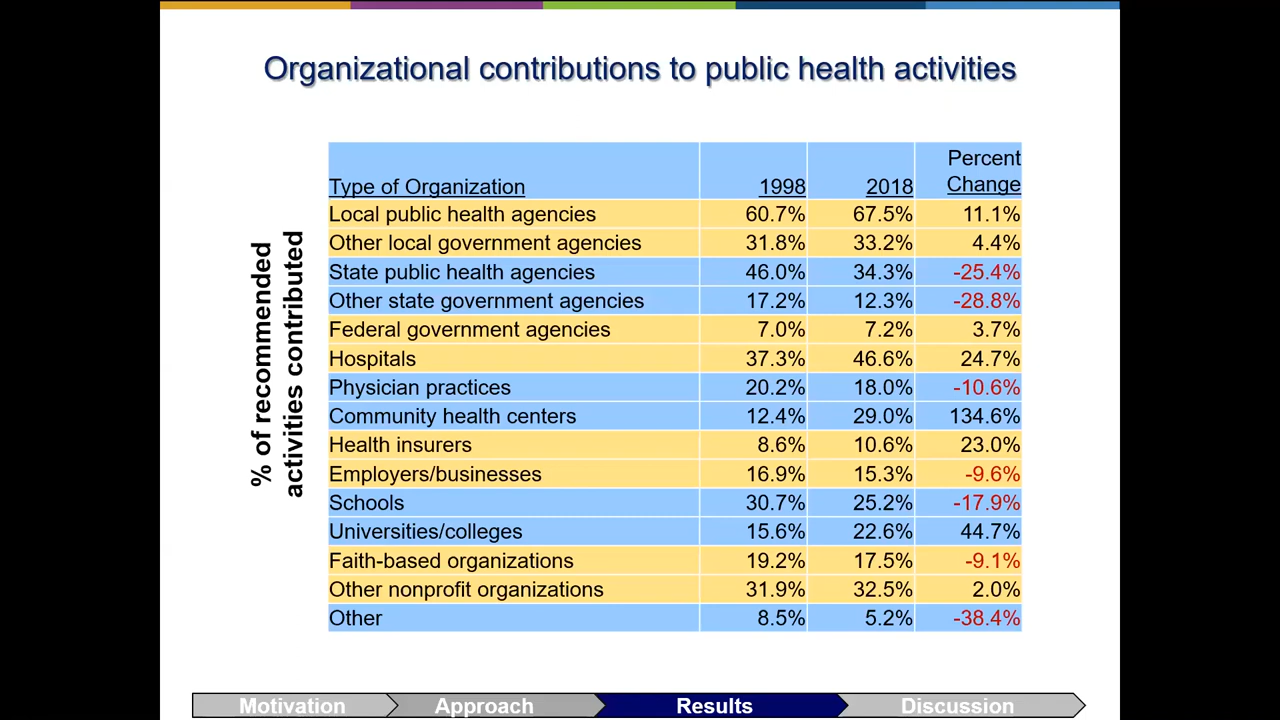 Organizational contributions to public health activities
% of recommended
activities contributed
Percent
Type of Organization 1998 2018 Change
Local public health agencies 60.7% 67.5% 11.1%
Other local government agencies 31.8% 33.2% 4.4%
State public health agencies 46.0% 34.3% -25.4%
Other state government agencies 17.2% 12.3% -28.8%
Federal government agencies 7.0% 7.2% 3.7%
Hospitals 37.3% 46.6% 24.7%
Physician practices 20.2% 18.0% -10.6%
Community health centers 12.4% 29.0% 134.6%
Health insurers 8.6% 10.6% 23.0%
Employers/businesses 16.9% 15.3% -9.6%
Schools 30.7% 25.2% -17.9%
Universities/colleges 15.6% 22.6% 44.7%
Faith-based organizations 19.2% 17.5% -9.1%
Other nonprofit organizations 31.9% 32.5% 2.0%
Other 8.5% 5.2% -38.4%
Motivation Approach Results Discussion